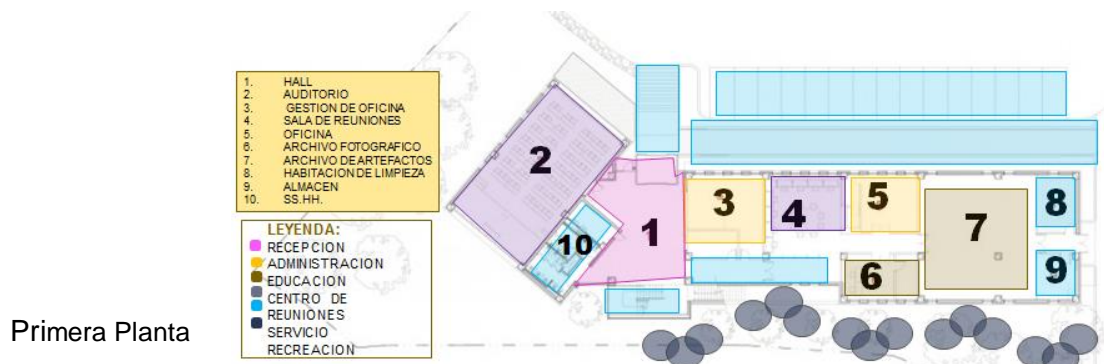 1. HALL
2. AUDITORIO
3. GESTION DE OFICINA
4. SALA DE REUNIONES
5. OFICINA
6. ARCHIVO FOTOGRAFICO
7. ARCHIVO DE ARTEFACTOS
8. HABITACION DE LIMPIEZA
9. ALMACEN
10. SS.HH.
LEYENDA:
RECEPCION
ADMINISTRACION
EDUCACION
CENTRO DE
REUNIONES
SERVICIO
RECREACION
Primera Planta
2
10
1
3
4
5
6
7
8
9